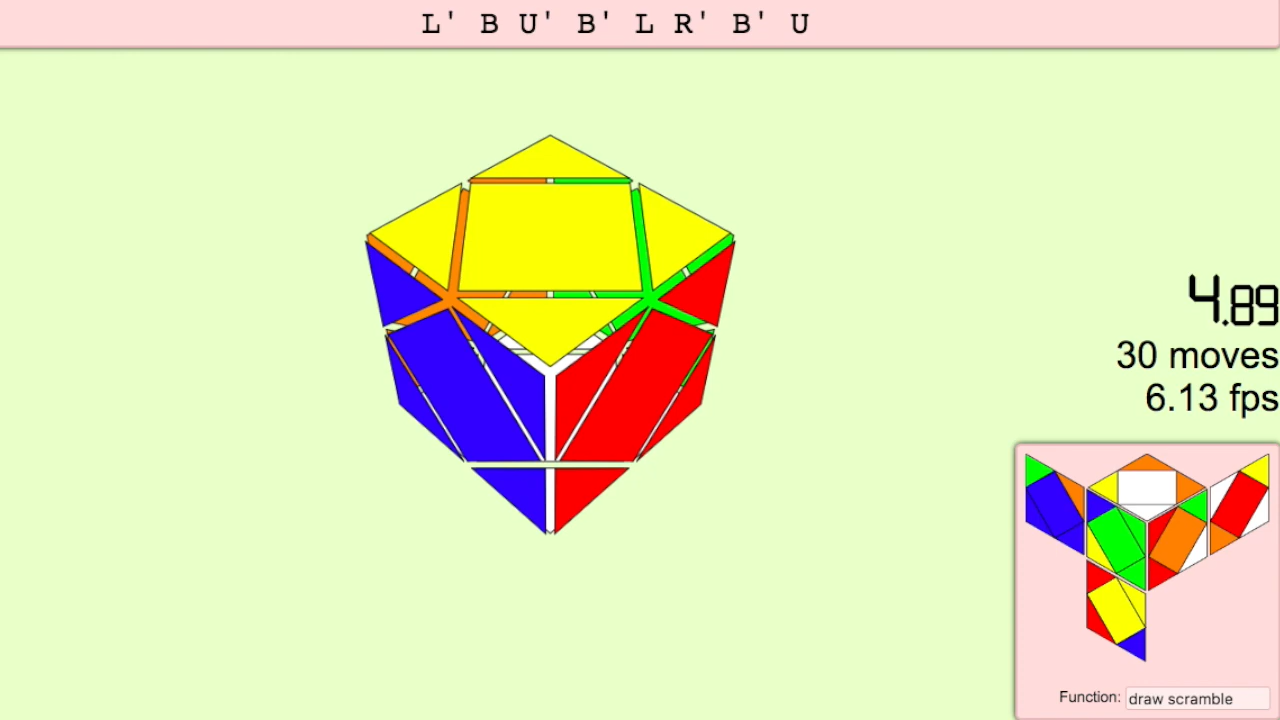 L' B U' B' L R' B' U
4.89
30 moves
6.13 fps
Function: draw scramble